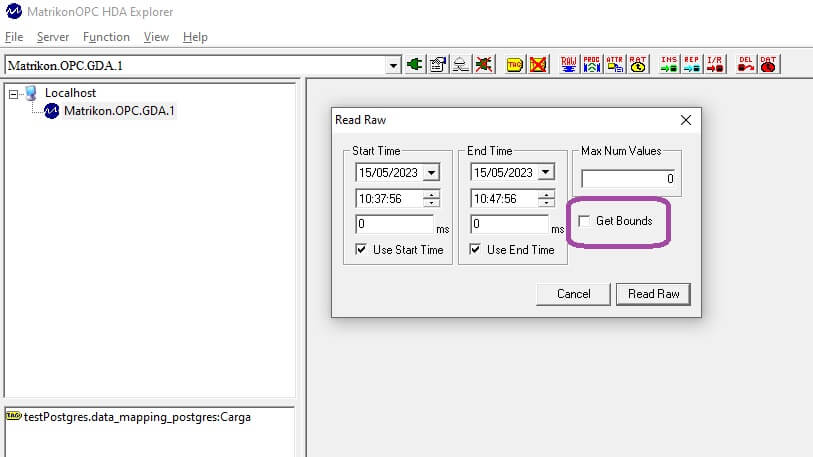 MatrikonOPC HDA Explorer
File Server Function View Help
Matrikon.OPC.GDA.1
TAG RAW PROC ATTR RAT INS REP I/R DEL DAT
Localhost
Matrikon.OPC.GDA.1
Read Raw
Start Time End Time Max Num Values
15/05/2023 15/05/2023 0
10:37:56 10:47:56
0 ms 0 ms Get Bounds
Use Start Time Use End Time
Cancel Read Raw
TAG testPostgres.data_mapping_postgres:Carga